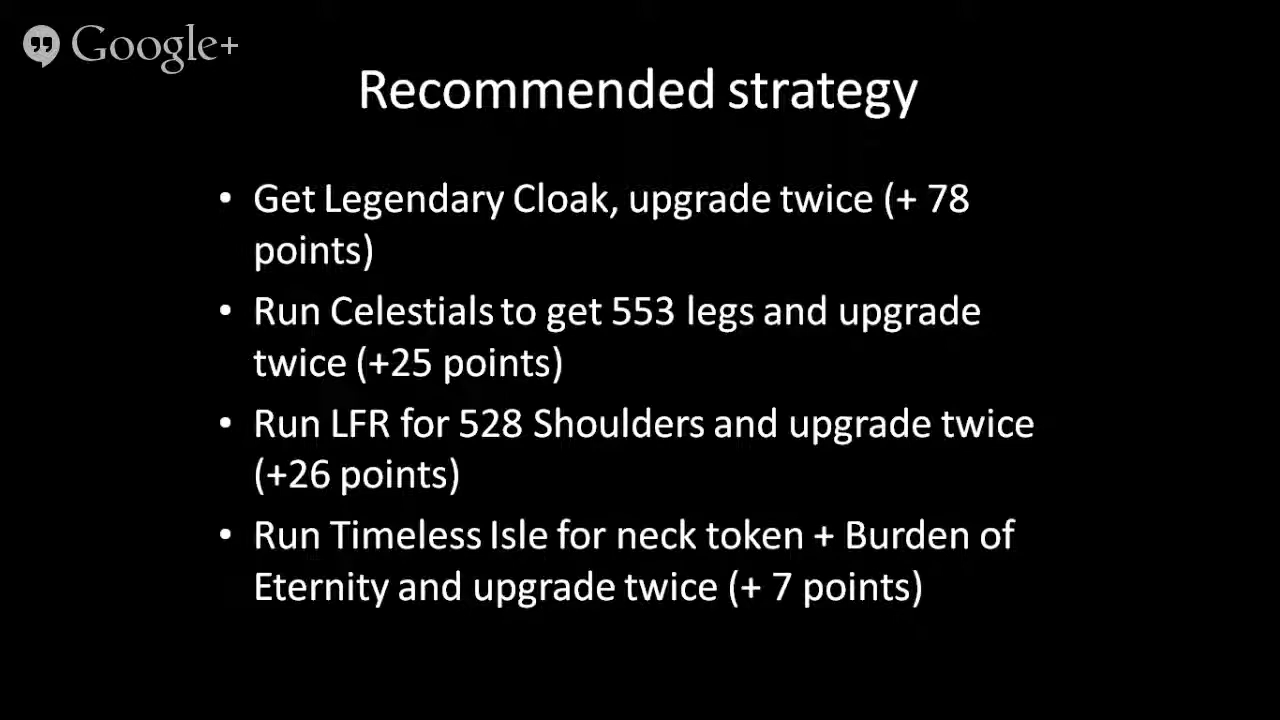 Google+
Recommended strategy
• Get Legendary Cloak, upgrade twice (+ 78
points)
• Run Celestials to get 553 legs and upgrade
twice (+25 points)
• Run LFR for 528 Shoulders and upgrade twice
(+26 points)
• Run Timeless Isle for neck token + Burden of
Eternity and upgrade twice (+ 7 points)